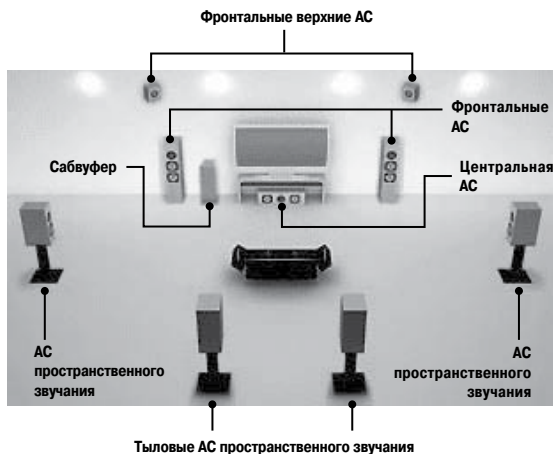 Фронтальные верхние АС
Фронтальные
АС
Сабвуфер
Центральная
АС
АС
пространственного
звучания
АС
пространственного
звучания
Тыловые АС пространственного звучания